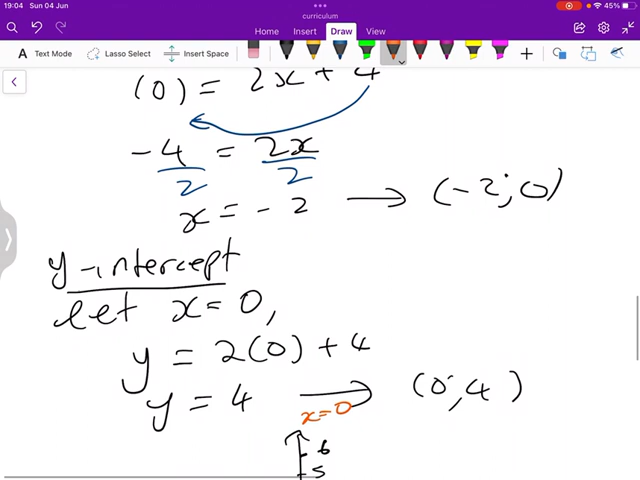 19:04 Sun 04 Jun
45%
curriculum
Home Insert Draw View
Text Mode Lasso Select Insert Space
(0) = 2x + 4
-4/2 = 2x/2
x = -2 → (-2;0)
y-intercept
let x = 0,
y = 2(0) + 4
y = 4 → (0;4)
x=0
6
5